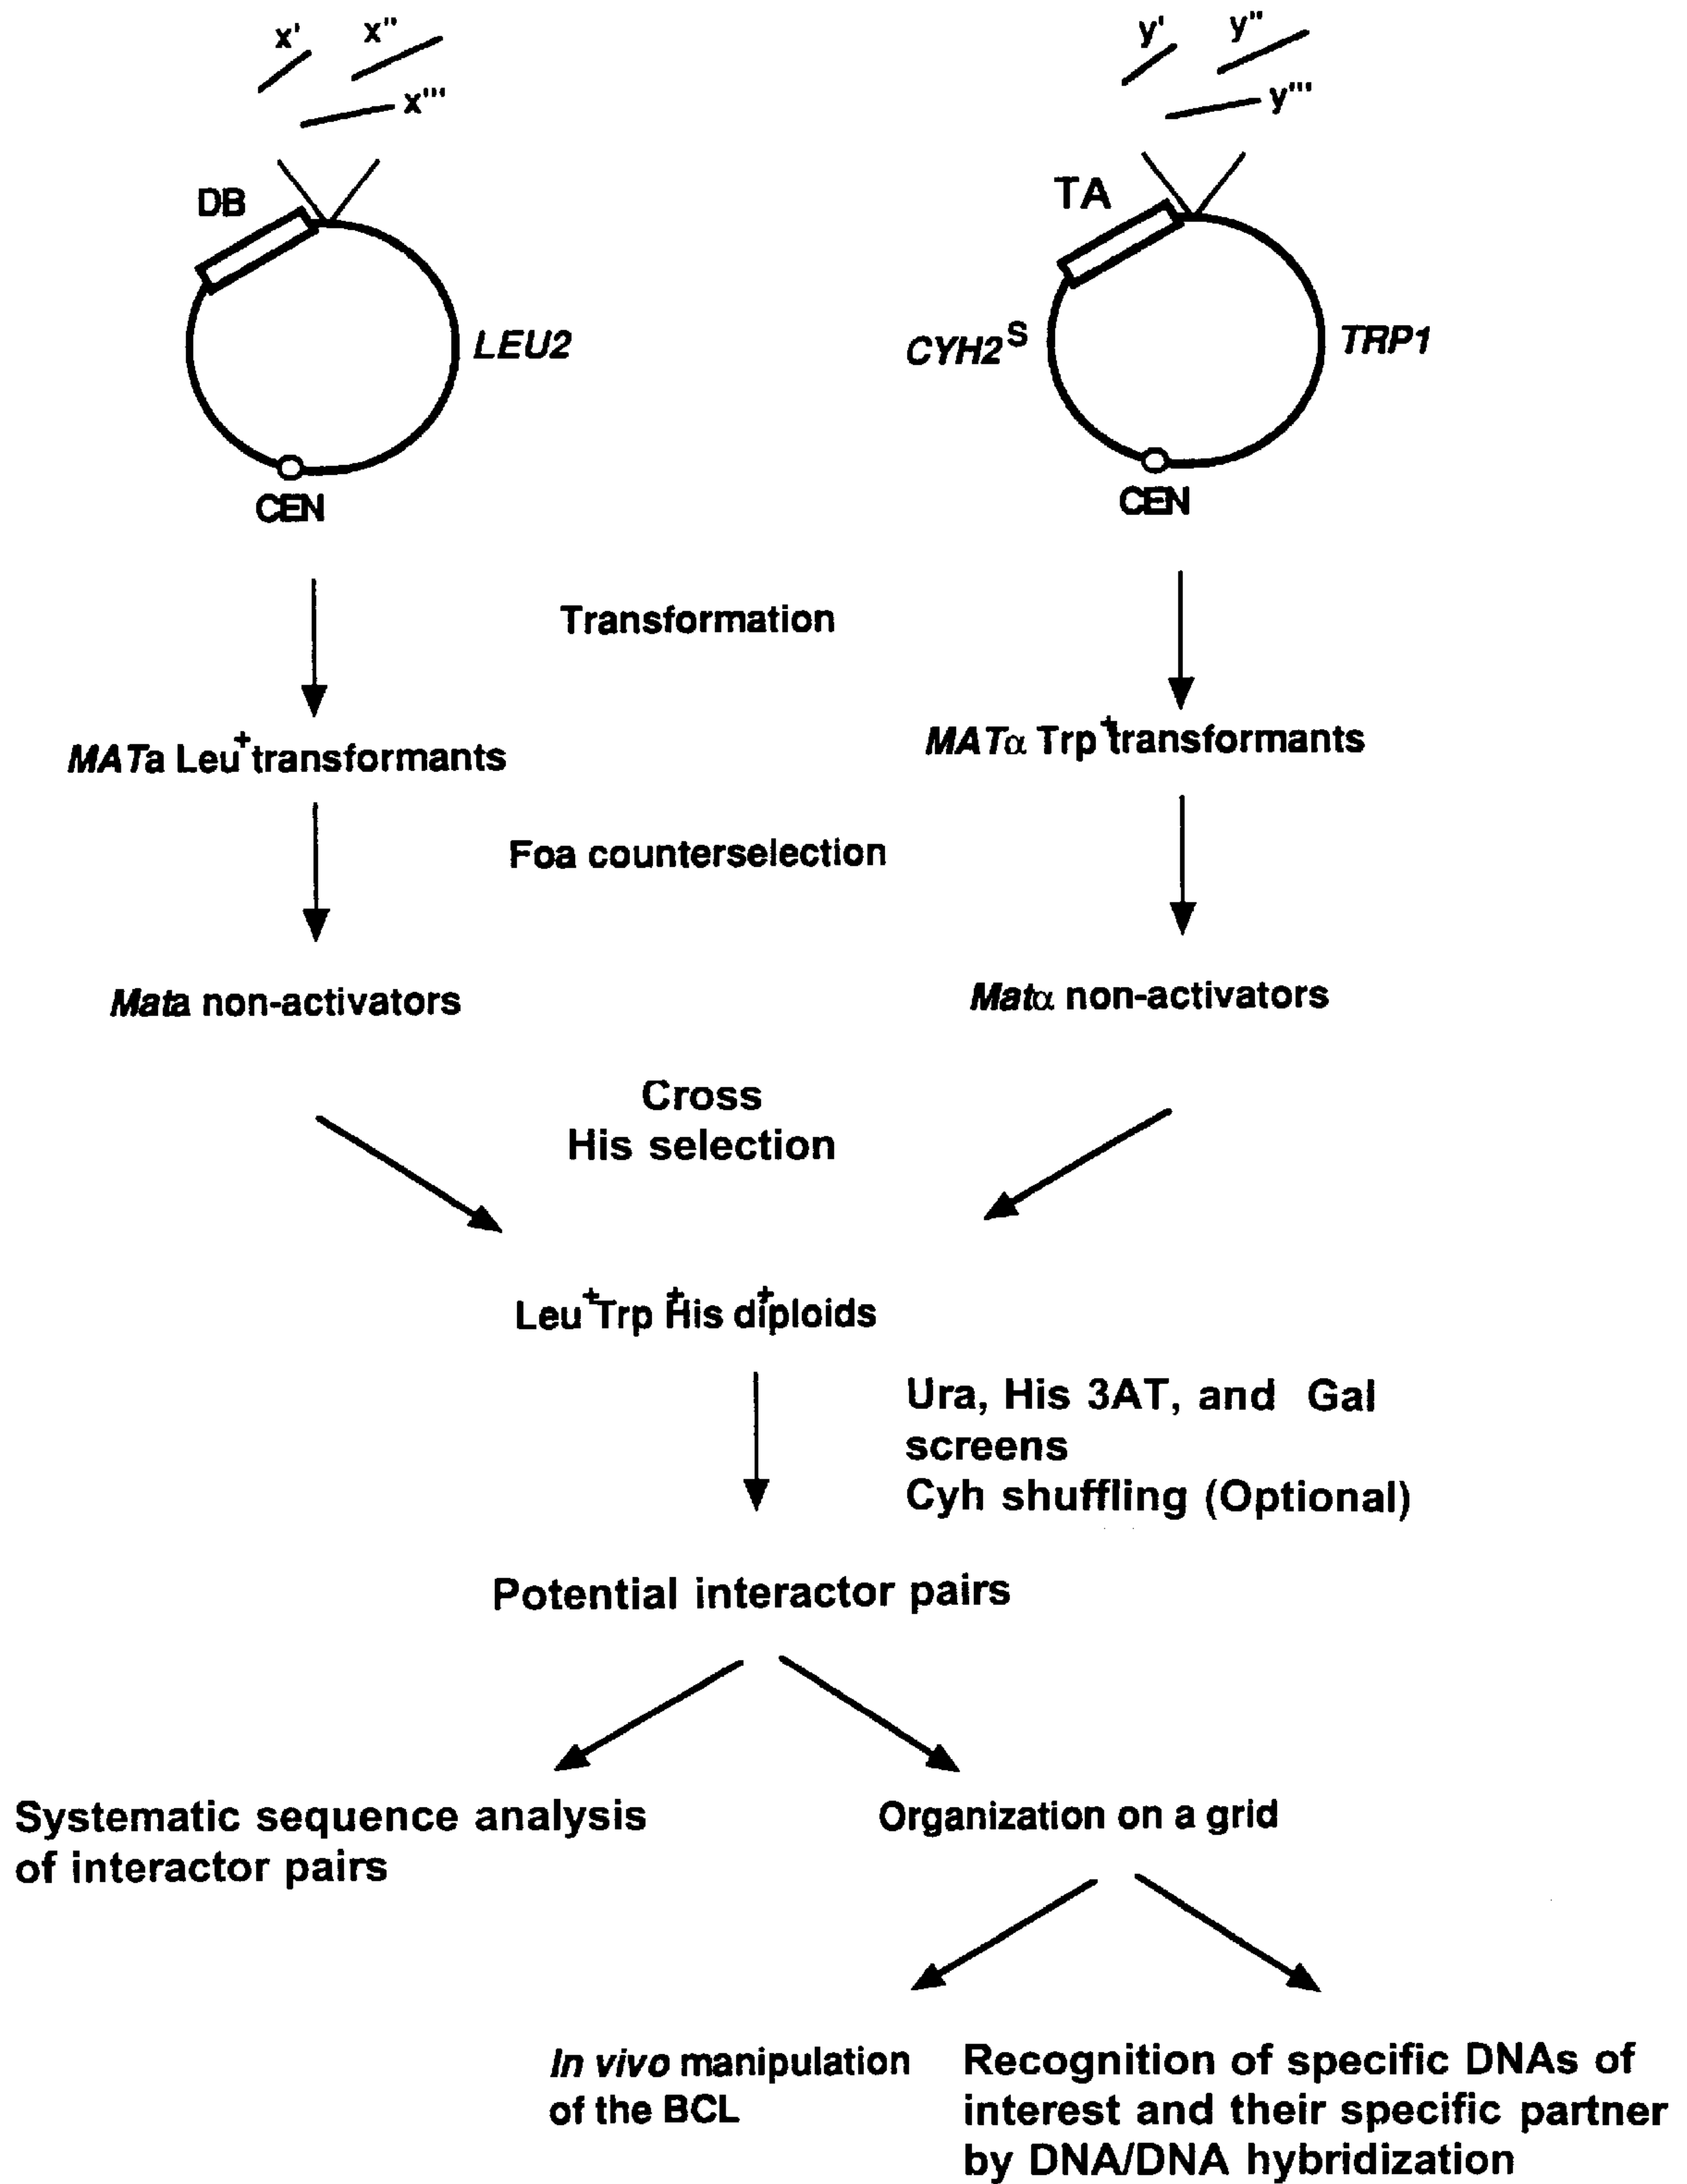 x' x''
x'''
y' y''
y'''
DB
TA
LEU2
CYH2S
TRP1
CEN
CEN
Transformation
MATa Leu+ transformants
MATα Trp+ transformants
Foa counterselection
Mata non-activators
Matα non-activators
Cross
His selection
Leu+ Trp+ His+ diploids
Ura, His 3AT, and Gal
screens
Cyh shuffling (Optional)
Potential interactor pairs
Systematic sequence analysis
of interactor pairs
Organization on a grid
In vivo manipulation
of the BCL
Recognition of specific DNAs of
interest and their specific partner
by DNA/DNA hybridization